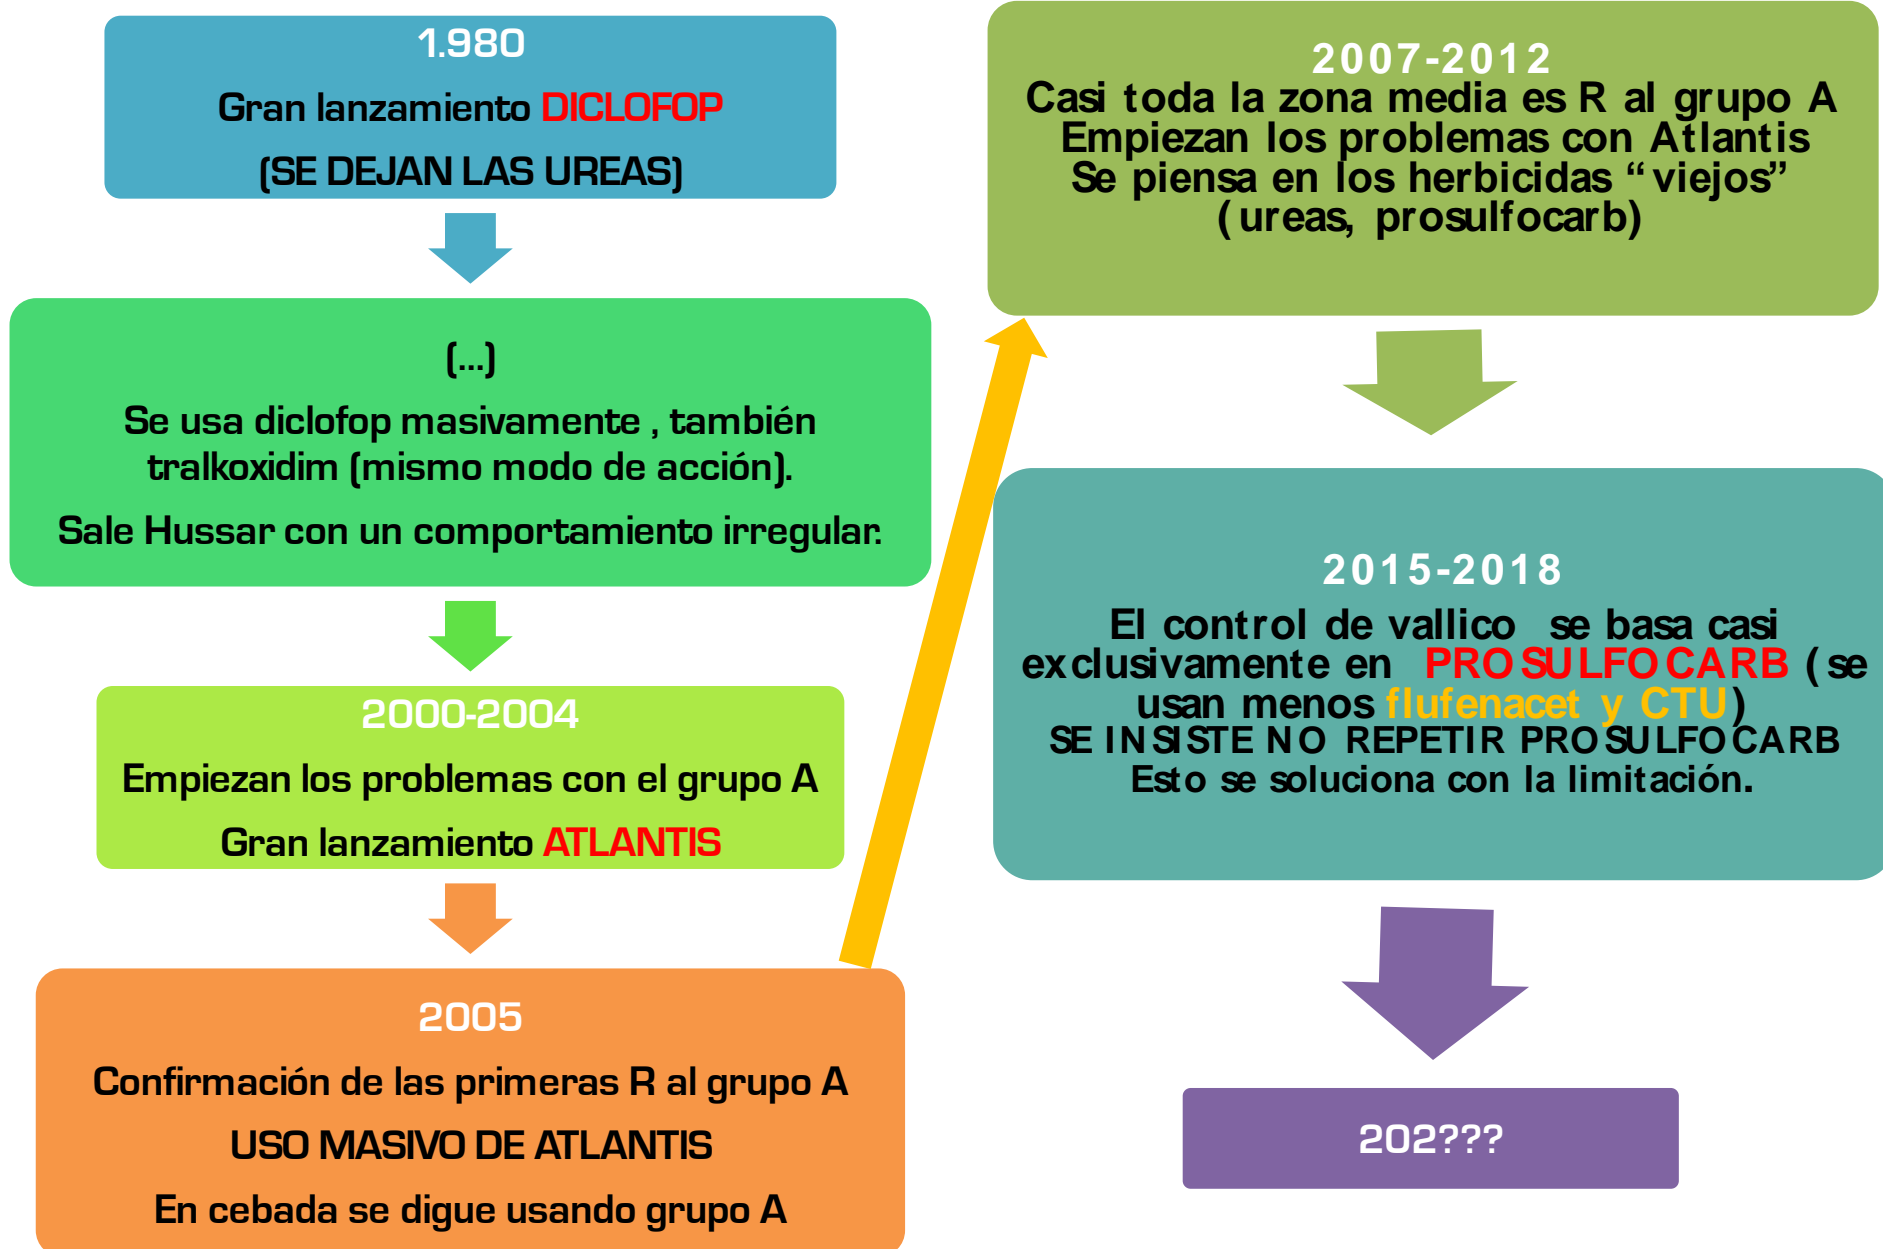 1.980
Gran lanzamiento DICLOFOP
(SE DEJAN LAS UREAS)
(...)
Se usa diclofop masivamente , también
tralkoxidim (mismo modo de acción).
Sale Hussar con un comportamiento irregular.
2000-2004
Empiezan los problemas con el grupo A
Gran lanzamiento ATLANTIS
2005
Confirmación de las primeras R al grupo A
USO MASIVO DE ATLANTIS
En cebada se digue usando grupo A
2007-2012
Casi toda la zona media es R al grupo A
Empiezan los problemas con Atlantis
Se piensa en los herbicidas “viejos”
(ureas, prosulfocarb)
2015-2018
El control de vallico se basa casi
exclusivamente en PROSULFOCARB (se
usan menos flufenacet y CTU)
SE INSISTE NO REPETIR PROSULFOCARB
Esto se soluciona con la limitación.
202???